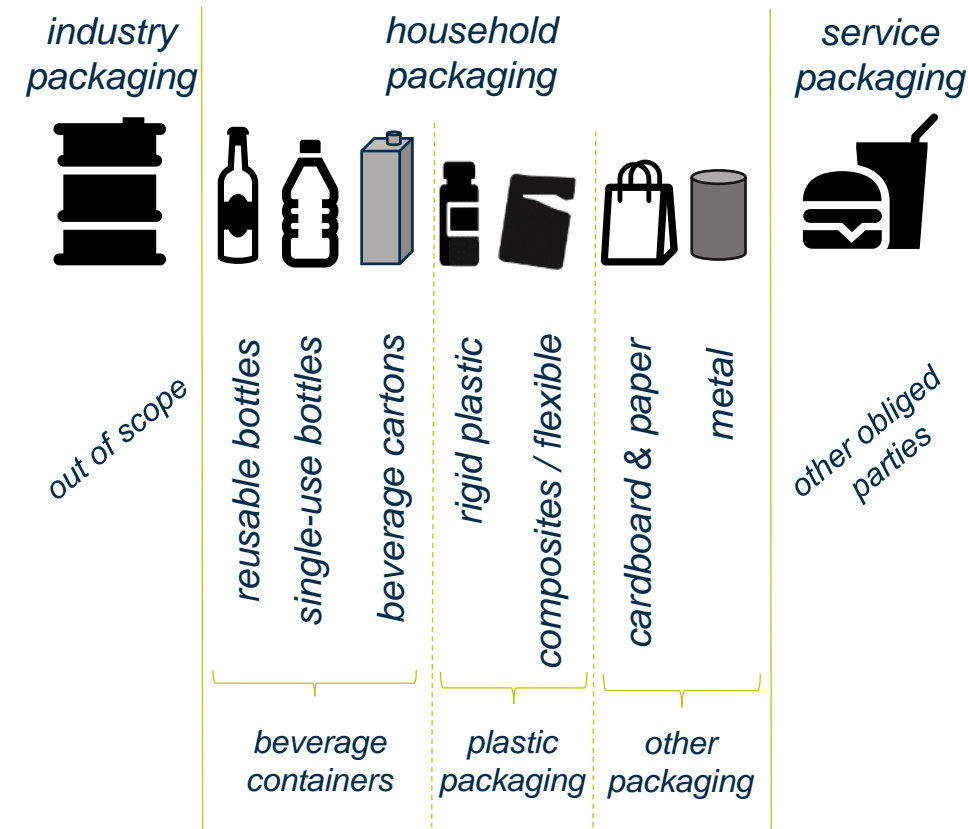 industry
packaging
household
packaging
service
packaging
out of scope
reusable bottles
single-use bottles
beverage cartons
rigid plastic
composites / flexible
cardboard & paper
metal
other obliged
parties
beverage
containers
plastic
packaging
other
packaging